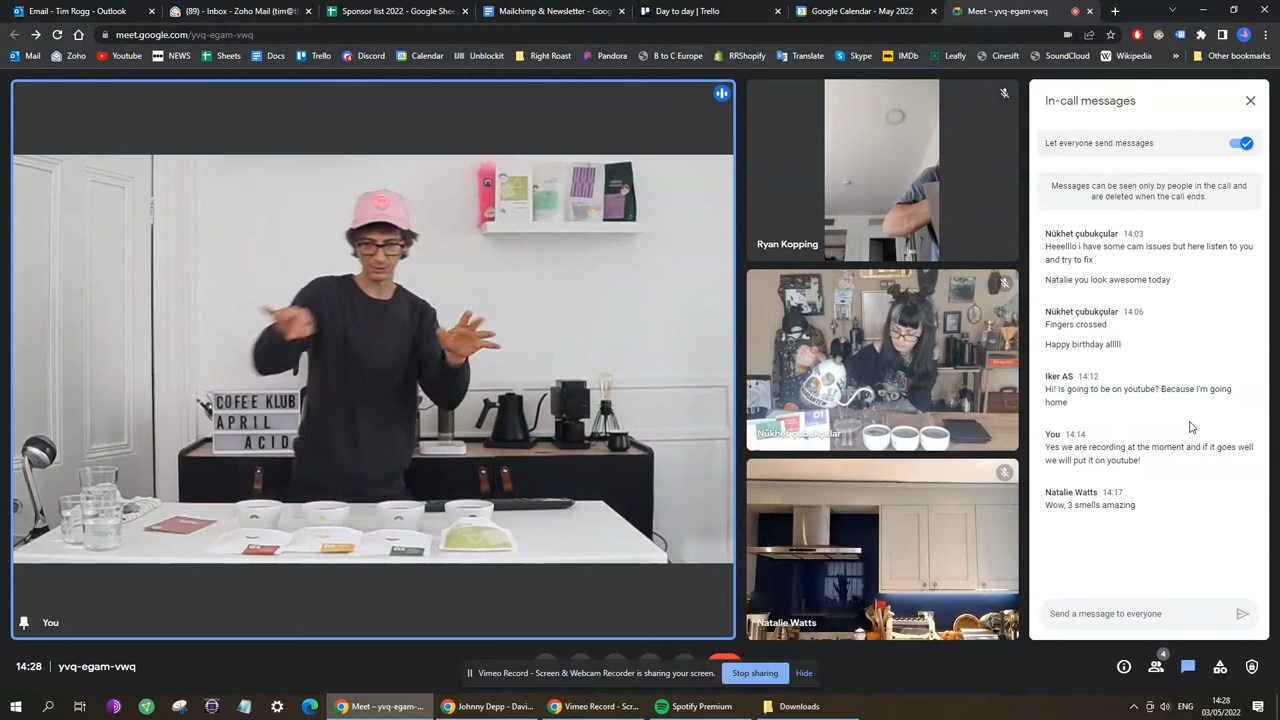 Email - Tim Rogg - Outlook
(89) - Inbox - Zoho Mail (tim@th
Sponsor list 2022 - Google Shee
Mailchimp & Newsletter - Goog
Day to day | Trello
Google Calendar - May 2022
Meet – yvq-egam-vwq
meet.google.com/yvq-egam-vwq
Mail
Zoho
Youtube
NEWS
Sheets
Docs
Trello
Discord
Calendar
Unblockit
Right Roast
Pandora
B to C Europe
RRShopify
Translate
Skype
IMDb
Leafly
Cinesift
SoundCloud
Wikipedia
Other bookmarks
COFEE KLUB
APRIL
ACID
You
Ryan Kopping
Nükhet çubukçular
Natalie Watts
In-call messages
Let everyone send messages
Messages can be seen only by people in the call and
are deleted when the call ends.
Nükhet çubukçular 14:03
Heeelllo i have some cam issues but here listen to you
and try to fix
Natalie you look awesome today
Nükhet çubukçular 14:06
Fingers crossed
Happy birthday alllll
Iker AS 14:12
Hi! Is going to be on youtube? Because I'm going
home
You 14:14
Yes we are recording at the moment and if it goes well
we will put it on youtube!
Natalie Watts 14:17
Wow, 3 smells amazing
Send a message to everyone
14:28 | yvq-egam-vwq
Vimeo Record - Screen & Webcam Recorder is sharing your screen.
Stop sharing
Hide
4
Meet – yvq-egam-...
Johnny Depp - Davi...
Vimeo Record - Scr...
Spotify Premium
Downloads
14:28
03/05/2022